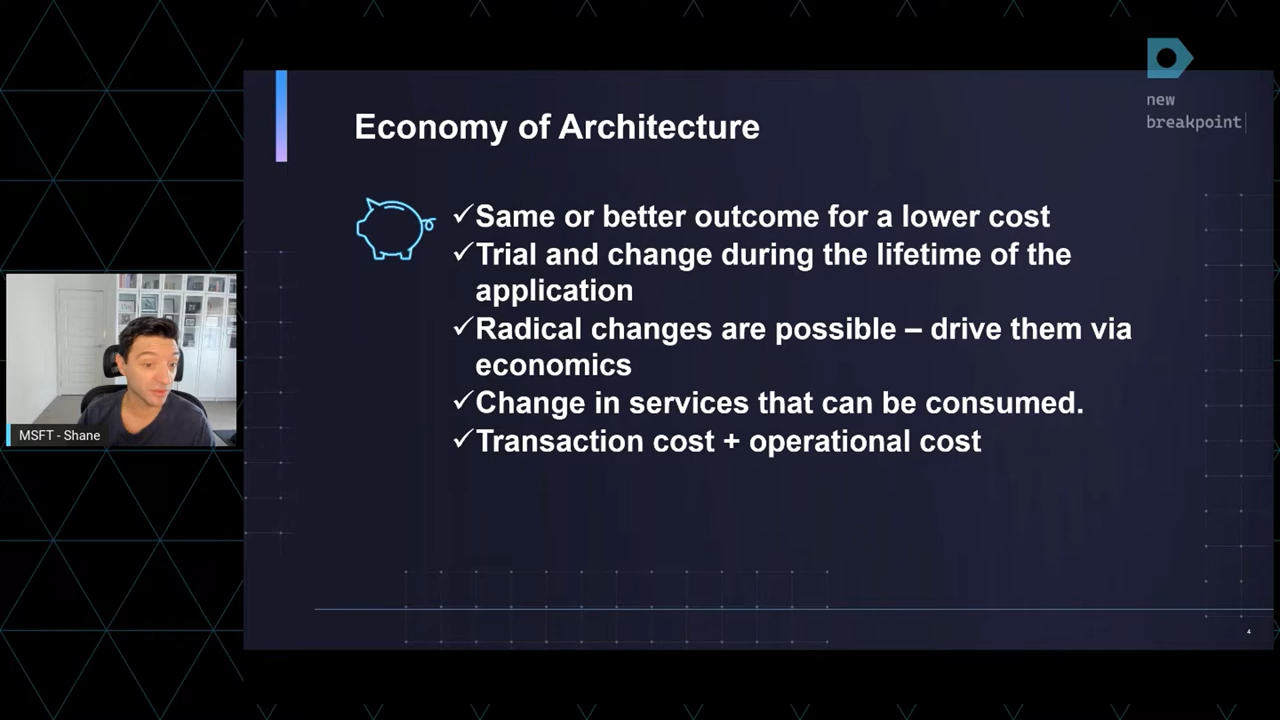 new
breakpoint
Economy of Architecture
✓Same or better outcome for a lower cost
✓Trial and change during the lifetime of the
application
✓Radical changes are possible – drive them via
economics
✓Change in services that can be consumed.
✓Transaction cost + operational cost
MSFT - Shane
4